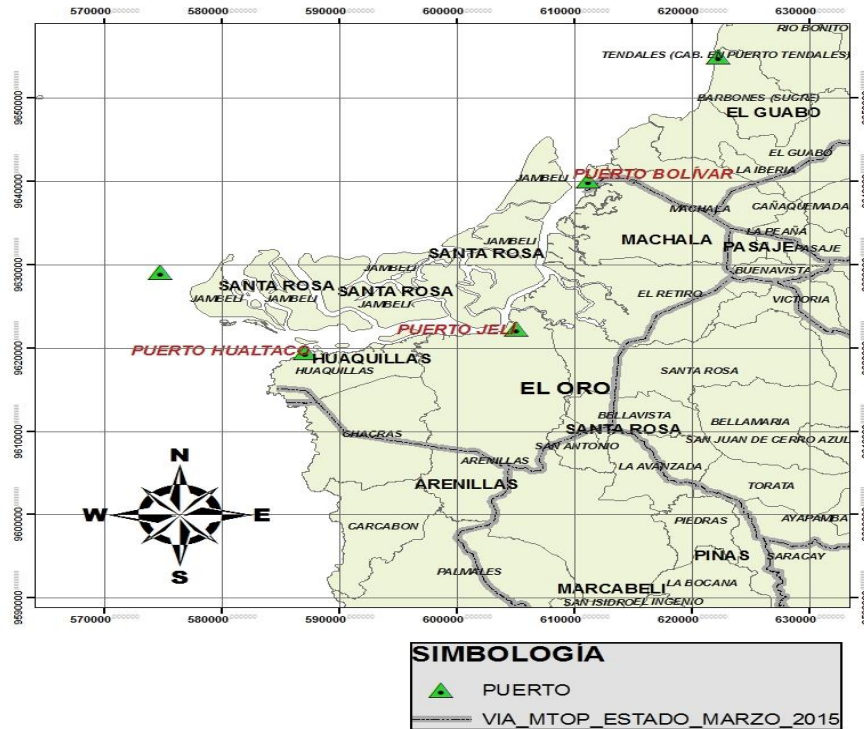 570000 580000 590000 600000 610000 620000 630000
RIO BONITO
TENDALES (CAB. EN PUERTO TENDALES)
BARBONES (SUCRE)
9650000
EL GUABO
EL GUABO
LA IBERIA
JAMBELI PUERTO BOLÍVAR
9640000
CAÑAQUEMADA
MACHALA
LA PEAÑA
JAMBELI MACHALA PASAJE PASAJE
SANTA ROSA
9630000
JAMBELI BUENAVISTA
SANTA ROSA SANTA ROSA EL RETIRO VICTORIA
JAMBELI JAMBELI JAMBELI
PUERTO JELI
9620000
PUERTO HUALTACO HUAQUILLAS
HUAQUILLAS SANTA ROSA
EL ORO
BELLAVISTA BELLAMARIA
9610000
CHACRAS SANTA ROSA
SAN ANTONIO SAN JUAN DE CERRO AZUL
ARENILLAS LA AVANZADA
ARENILLAS TORATA
N
W E
S
9600000
CARCABON PIEDRAS AYAPAMBA
PIÑAS SARACAY
PALMALES
MARCABELI LA BOCANA
SAN ISIDRO EL INGENIO
9590000
570000 580000 590000 600000 610000 620000 630000
SIMBOLOGÍA
PUERTO
VIA_MTOP_ESTADO_MARZO_2015